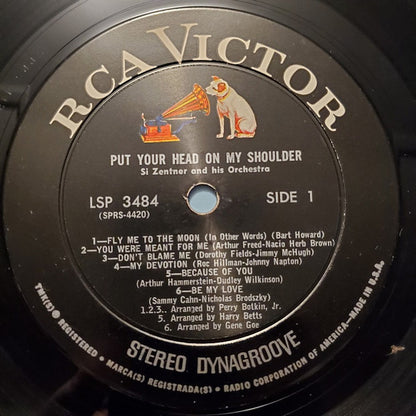 RCA VICTOR
PUT YOUR HEAD ON MY SHOULDER
Si Zentner and his Orchestra
LSP 3484
(SPRS-4420)
SIDE 1
1—FLY ME TO THE MOON (In Other Words) (Bart Howard)
2—YOU WERE MEANT FOR ME (Arthur Freed-Nacio Herb Brown)
3—DON'T BLAME ME (Dorothy Fields-Jimmy McHugh)
4—MY DEVOTION (Roc Hillman-Johnny Napton)
5—BECAUSE OF YOU
(Arthur Hammerstein-Dudley Wilkinson)
6—BE MY LOVE
(Sammy Cahn-Nicholas Brodszky)
1.2.3.. Arranged by Perry Botkin, Jr.
5. Arranged by Harry Betts
6. Arranged by Gene Goe
STEREO DYNAGROOVE
TMK(S) ® REGISTERED • MARCA(S) REGISTRADA(S) • RADIO CORPORATION OF AMERICA—MADE IN U.S.A.